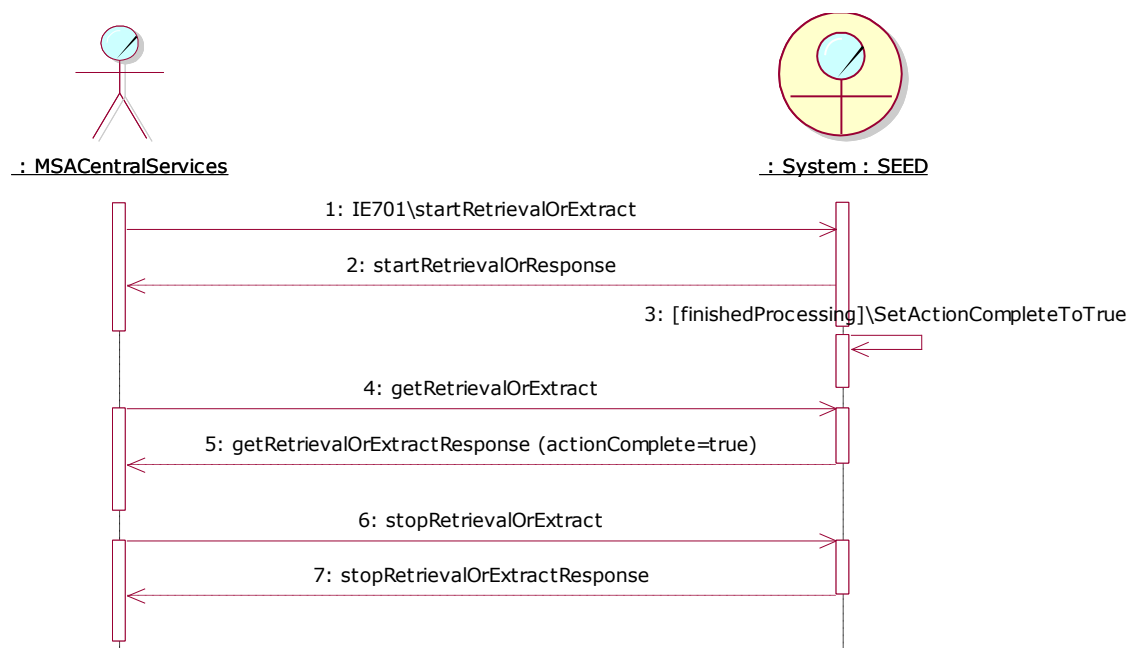 : MSACentralServices
: System : SEED
1: IE701\startRetrievalOrExtract
2: startRetrievalOrResponse
3: [finishedProcessing]\SetActionCompleteToTrue
4: getRetrievalOrExtract
5: getRetrievalOrExtractResponse (actionComplete=true)
6: stopRetrievalOrExtract
7: stopRetrievalOrExtractResponse